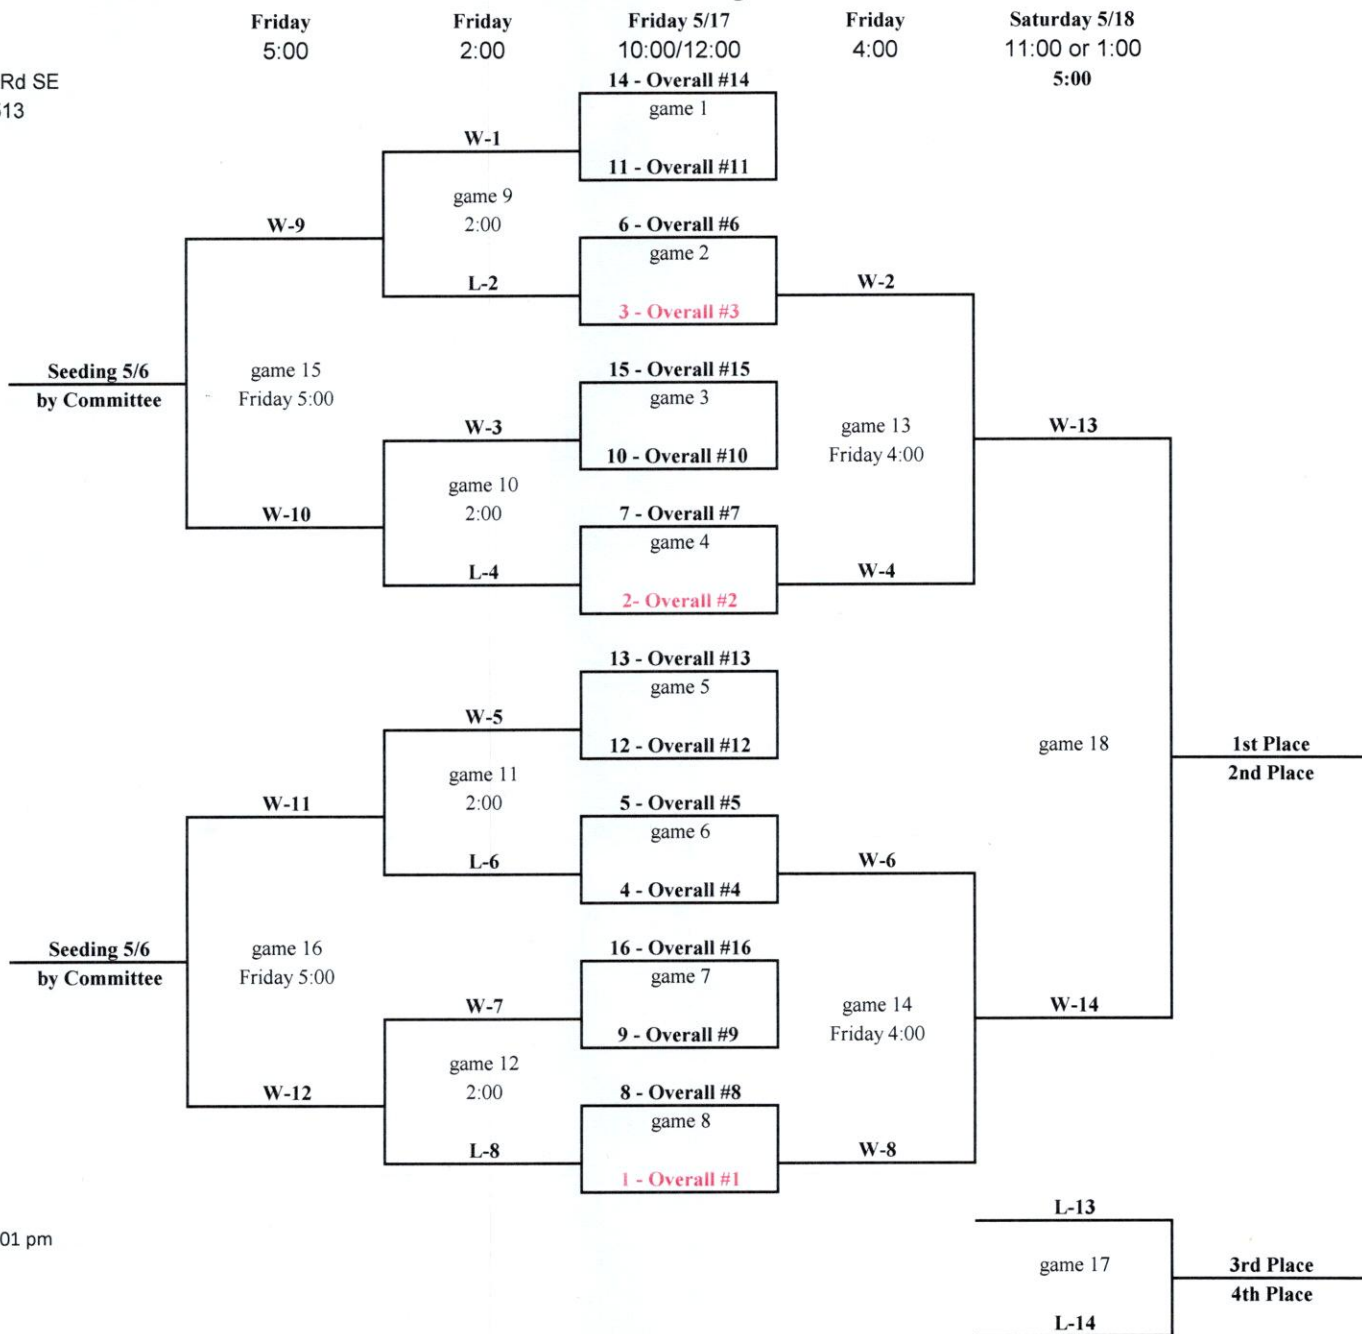 Friday
Friday
Friday 5/17
Friday
Saturday 5/18
5:00
2:00
10:00/12:00
4:00
11:00 or 1:00
Rd SE
14 - Overall #14
5:00
game 1
W-1
11 - Overall #11
game 9
W-9
2:00
6 - Overall #6
game 2
L-2
W-2
3 - Overall #3
Seeding 5/6
game 15
15 - Overall #15
by Committee
Friday 5:00
game 3
W-3
game 13
W-13
10 - Overall #10
Friday 4:00
game 10
W-10
2:00
7 - Overall #7
game 4
L-4
W-4
2- Overall #2
13 - Overall #13
game 5
W-5
12 - Overall #12
game 18
1st Place
game 11
2nd Place
W-11
2:00
5 - Overall #5
game 6
L-6
W-6
4 - Overall #4
Seeding 5/6
game 16
16 - Overall #16
by Committee
Friday 5:00
game 7
W-7
game 14
W-14
9 - Overall #9
Friday 4:00
game 12
W-12
2:00
8 - Overall #8
game 8
L-8
W-8
1 - Overall #1
L-13
01 pm
game 17
3rd Place
4th Place
L-14